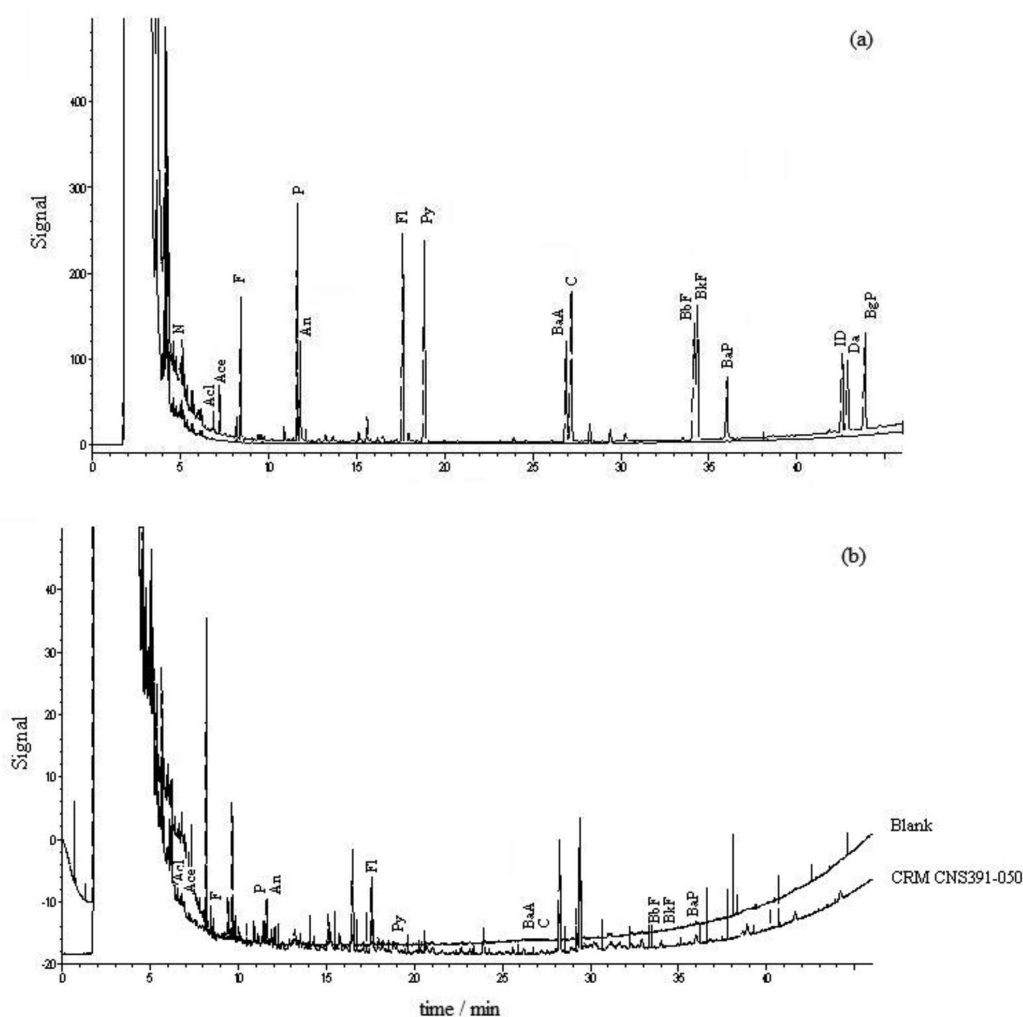 (a)
Signal
400
300
200
100
0
N
Acl
Ace
F
P
An
Fl
Py
BaA
C
BbF
BkF
BaP
ID
Da
BgP
0 5 10 15 20 25 30 35 40
(b)
Signal
40
30
20
10
0
-10
-20
Acl
Ace
F
P
An
Fl
Py
BaA
C
BbF
BkF
BaP
Blank
CRM CNS391-050
0 5 10 15 20 25 30 35 40
time / min